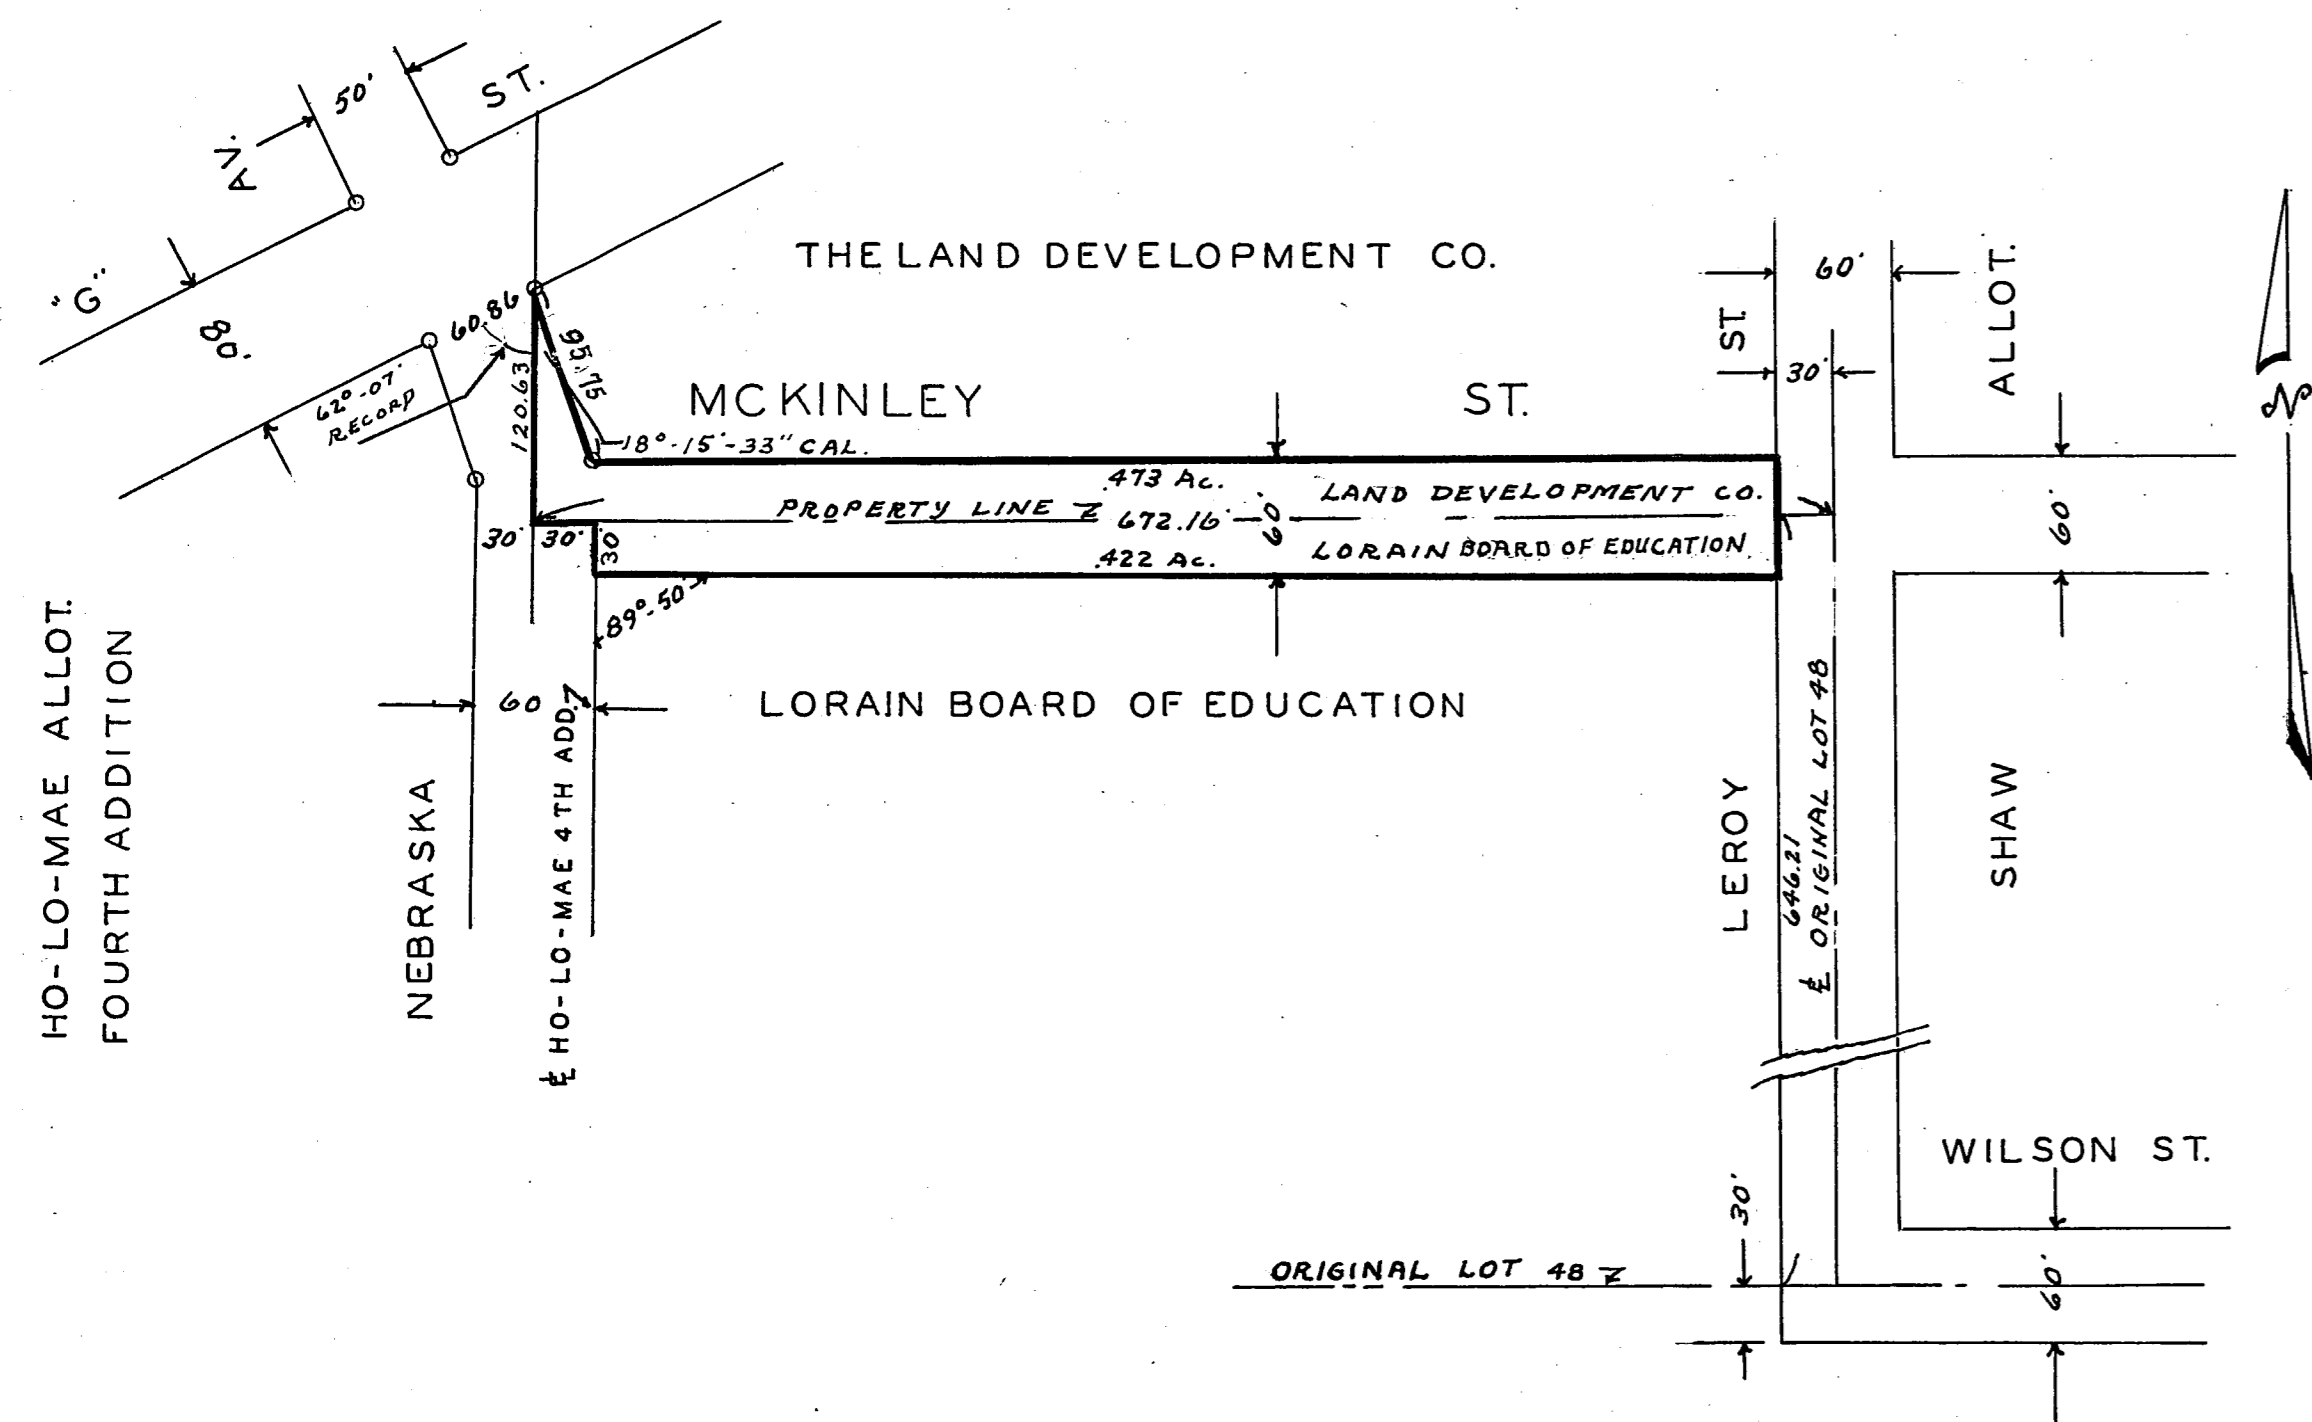 50'
ST.
AV.
"G"
80'
THE LAND DEVELOPMENT CO.
60'
ST.
ALLOT.
60.86
30'
95.75
62°-07'
RECORD
120.63
MCKINLEY ST.
N
18°-15'-33" CAL.
.473 Ac.
LAND DEVELOPMENT CO.
PROPERTY LINE
672.16'
60'
60'
30'
30'
30'
.422 Ac.
LORAIN BOARD OF EDUCATION
89°-50'
HO-LO-MAE ALLOT.
FOURTH ADDITION
60
LORAIN BOARD OF EDUCATION
NEBRASKA
℄ HO-LO-MAE 4TH ADD.
LEROY
646.21
℄ ORIGINAL LOT 48
SHAW
WILSON ST.
30'
ORIGINAL LOT 48
60'